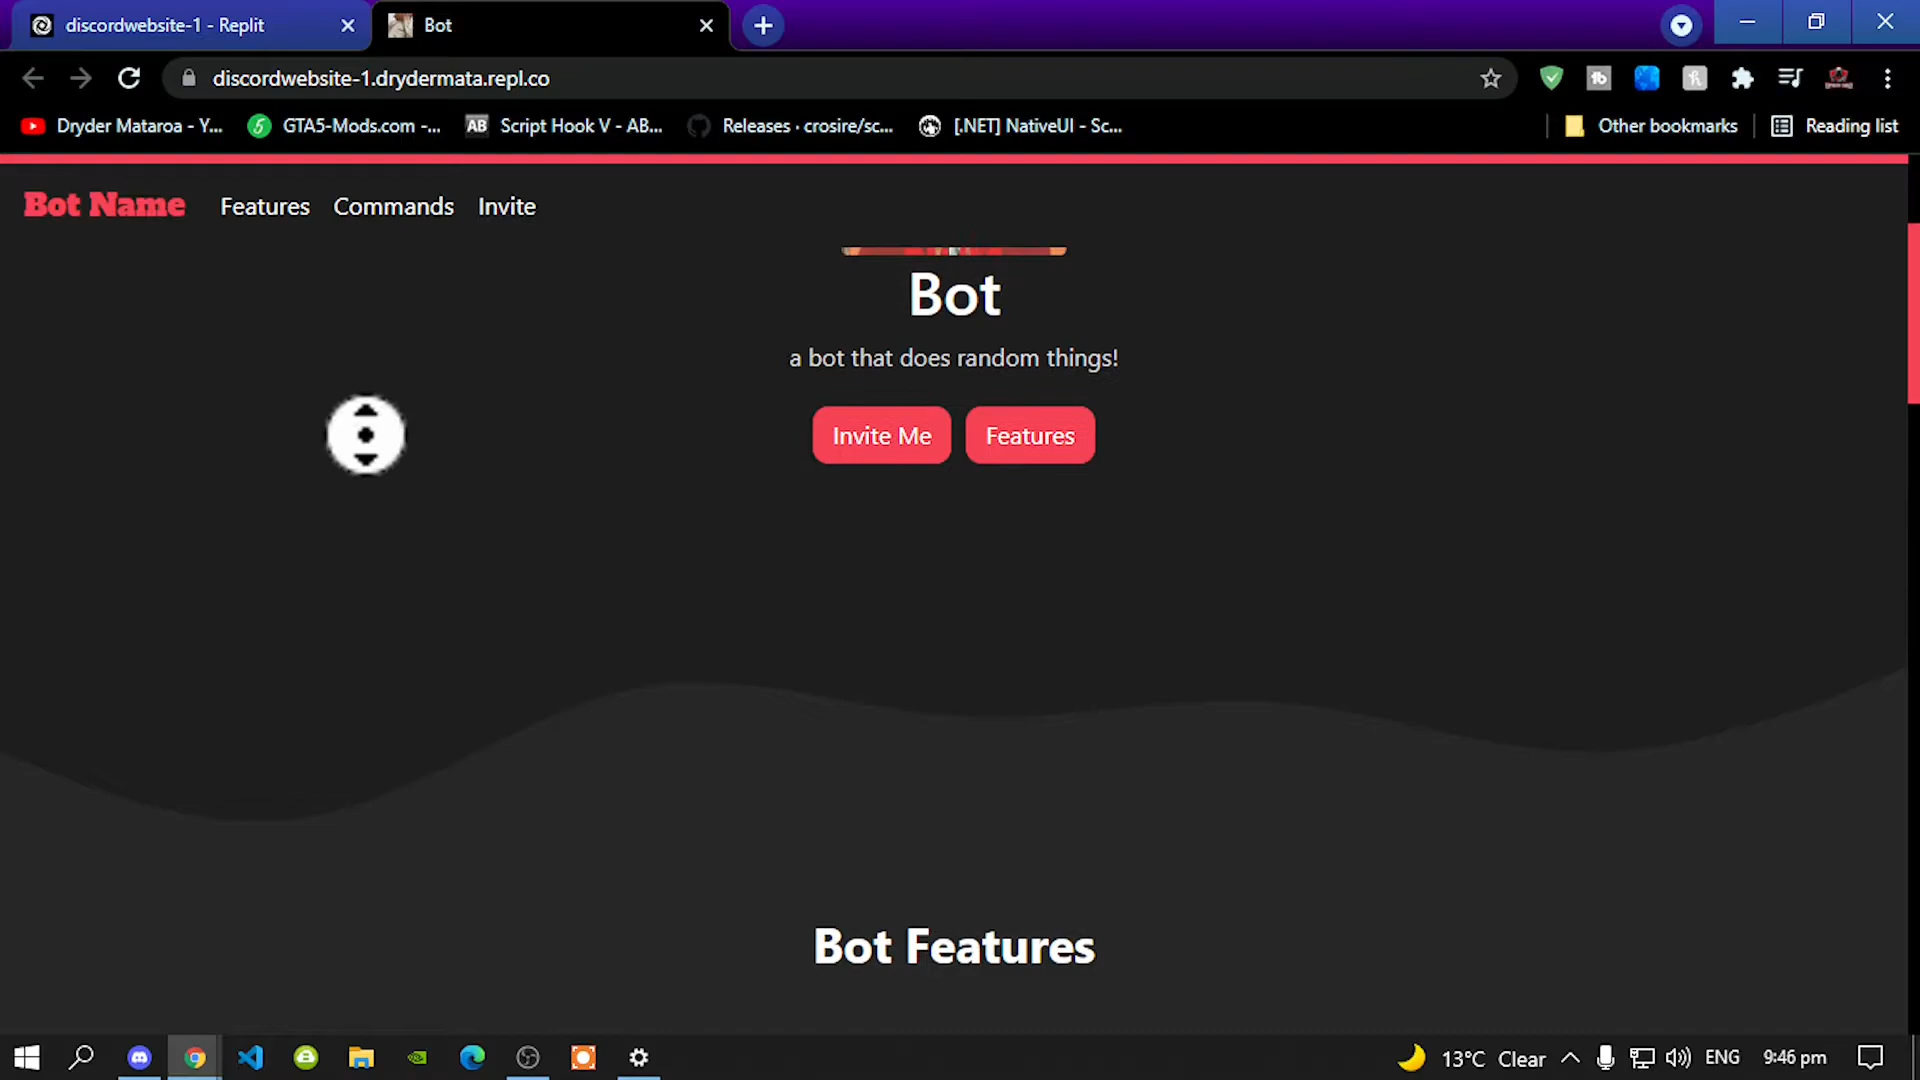 discordwebsite-1 - Replit
Bot
discordwebsite-1.drydermata.repl.co
Dryder Mataroa - Y...
GTA5-Mods.com -...
AB
Script Hook V - AB...
Releases · crosire/sc...
[.NET] NativeUI - Sc...
Other bookmarks
Reading list
Bot Name
Features
Commands
Invite
Bot
a bot that does random things!
Invite Me
Features
Bot Features
13°C Clear
ENG
9:46 pm